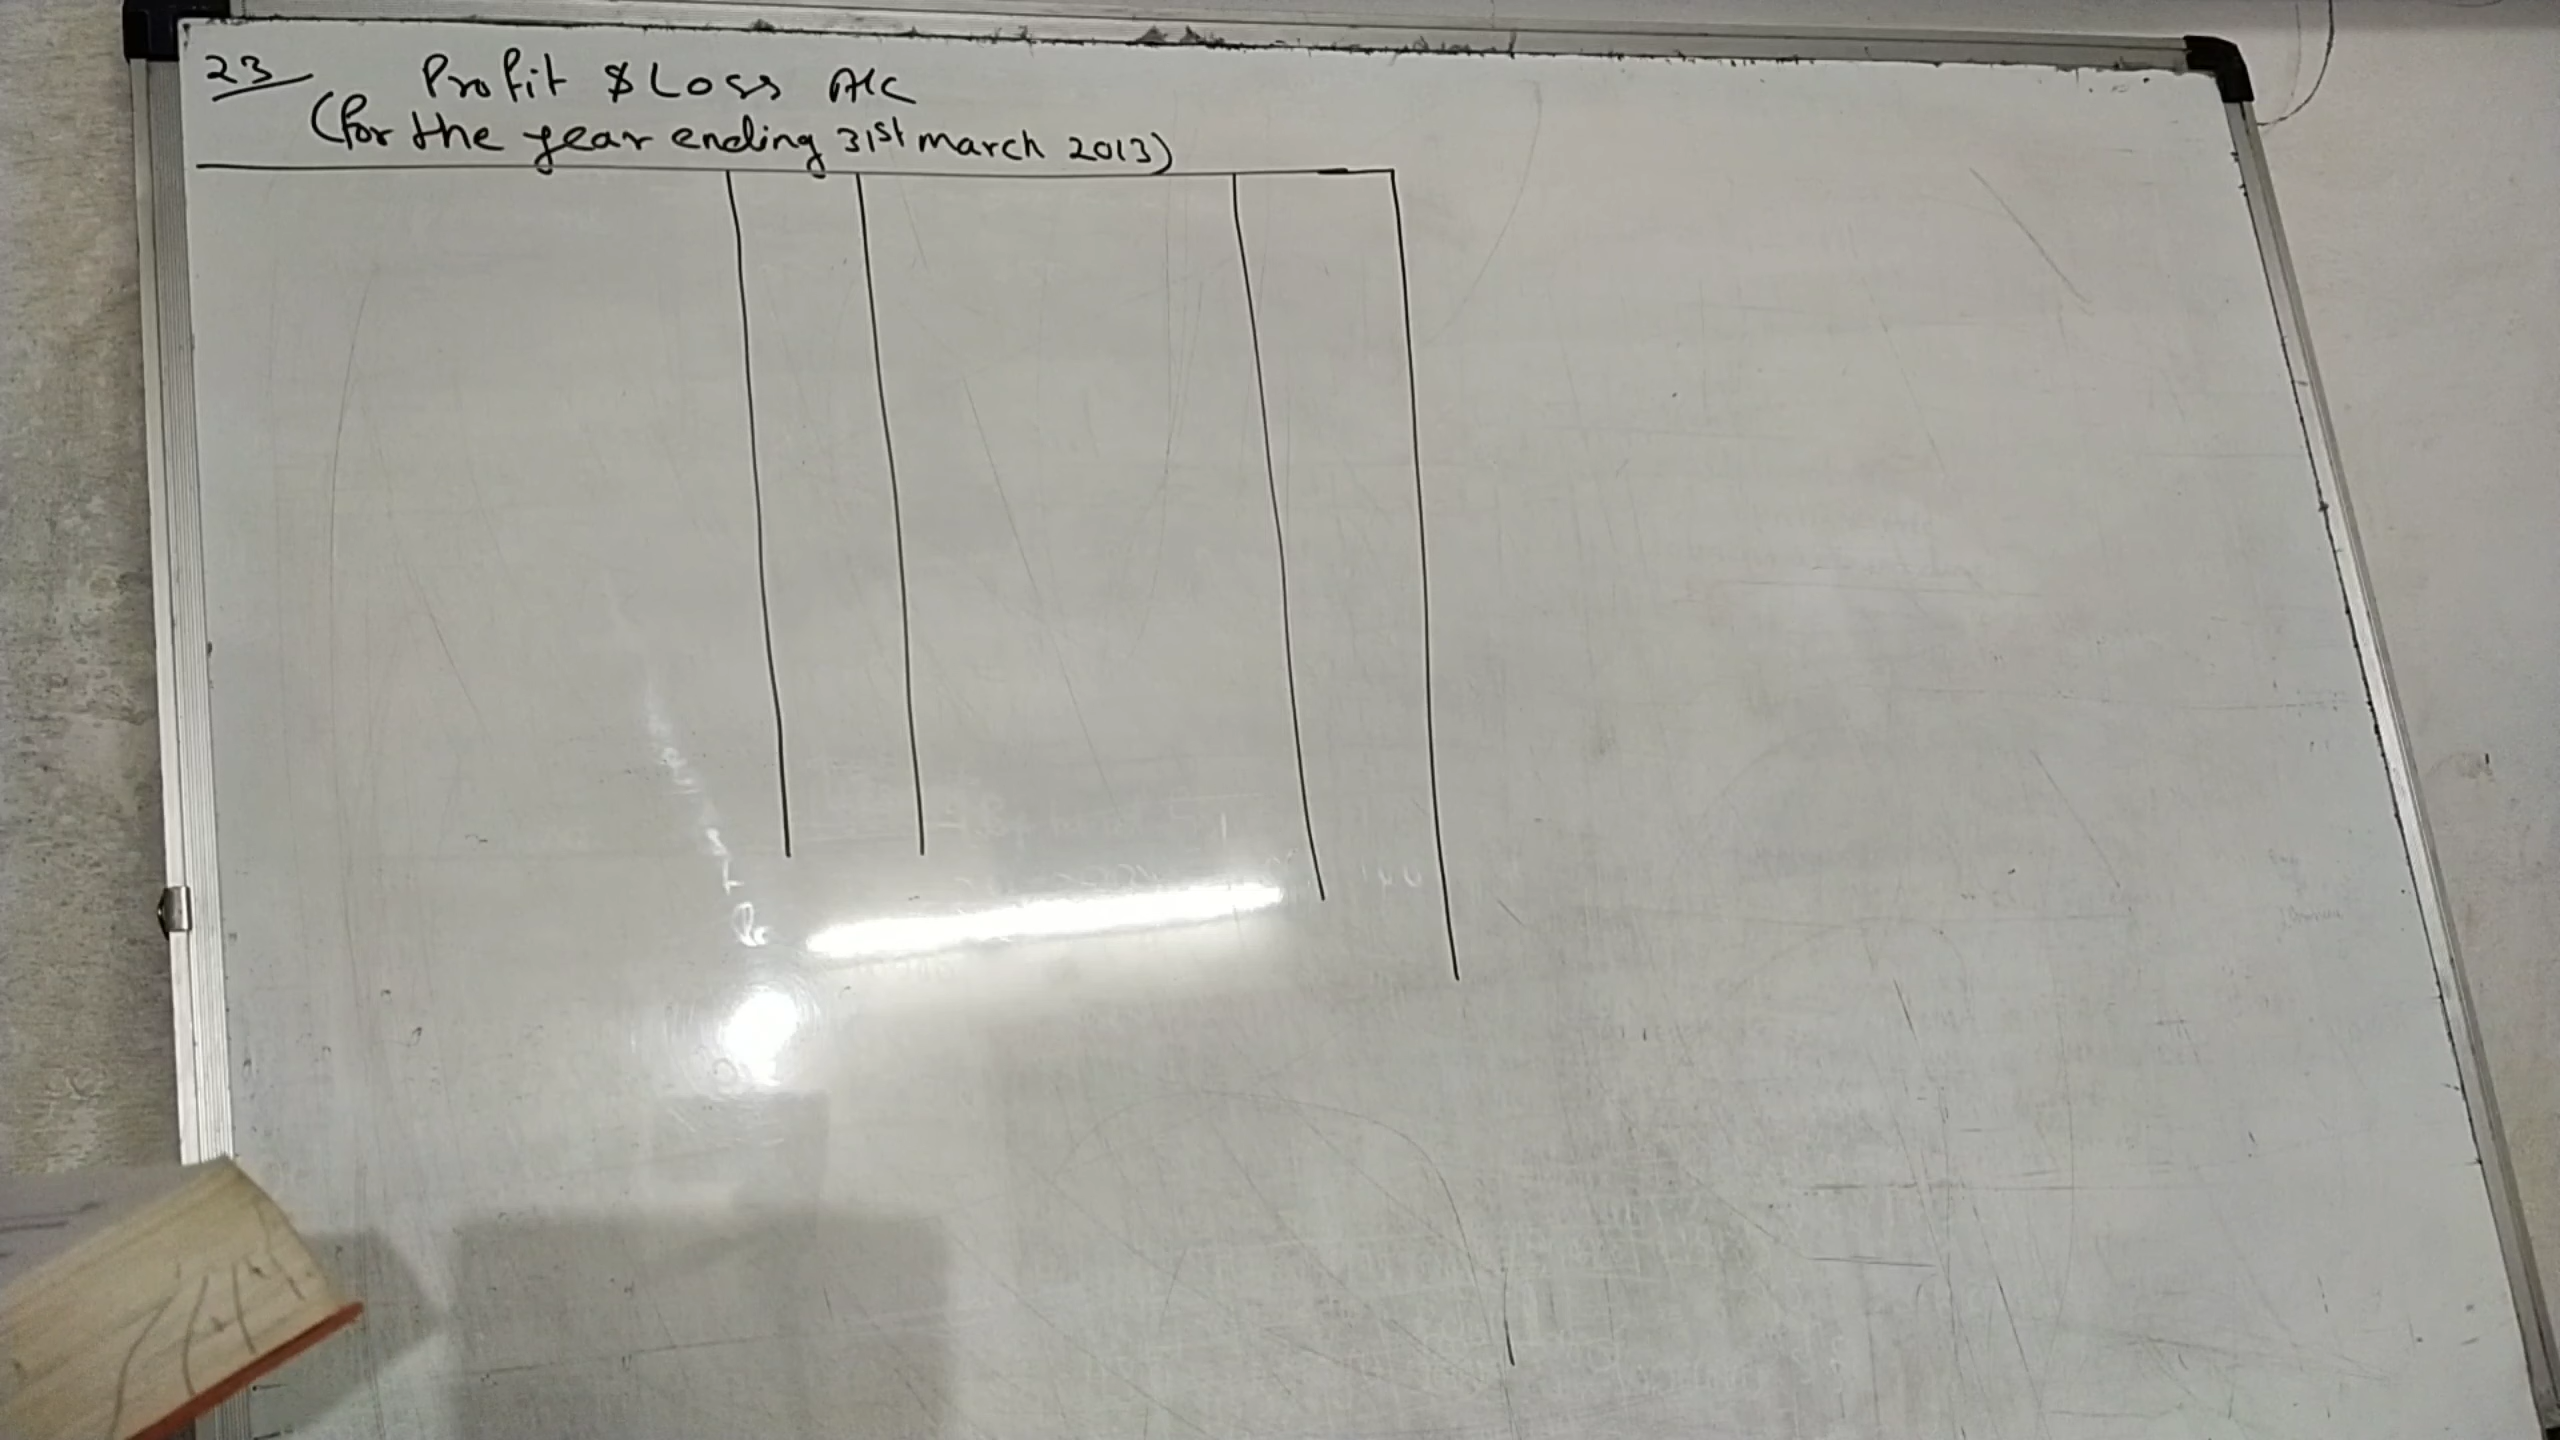 23 Profit & Loss A/C
(for the year ending 31st march 2013)